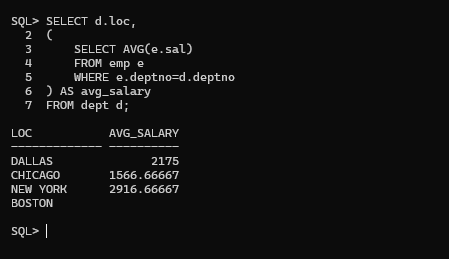 SQL> SELECT d.loc,
  2  (
  3      SELECT AVG(e.sal)
  4      FROM emp e
  5      WHERE e.deptno=d.deptno
  6  ) AS avg_salary
  7  FROM dept d;

LOC           AVG_SALARY
------------- ----------
DALLAS              2175
CHICAGO       1566.66667
NEW YORK      2916.66667
BOSTON

SQL>